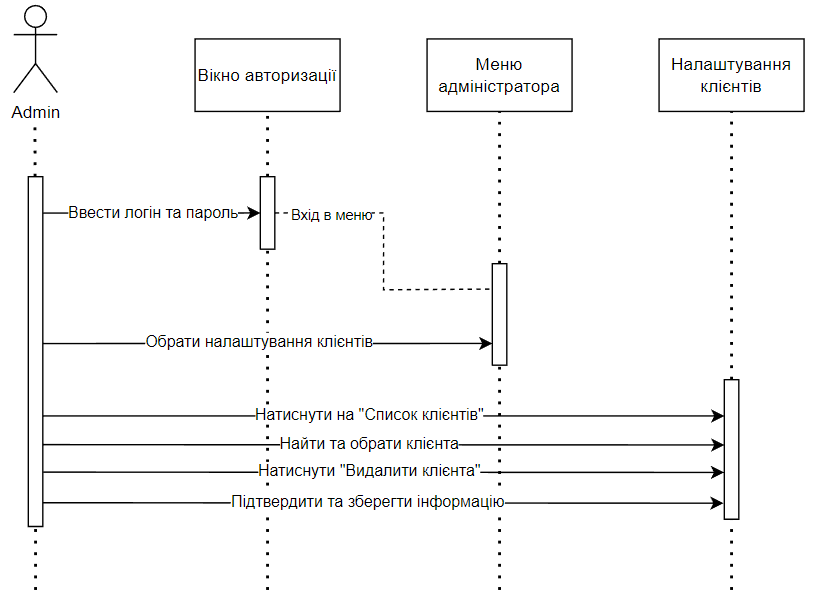 Admin
Вікно авторизації
Меню
адміністратора
Налаштування
клієнтів
Ввести логін та пароль
Вхід в меню
Обрати налаштування клієнтів
Натиснути на "Список клієнтів"
Найти та обрати клієнта
Натиснути "Видалити клієнта"
Підтвердити та зберегти інформацію